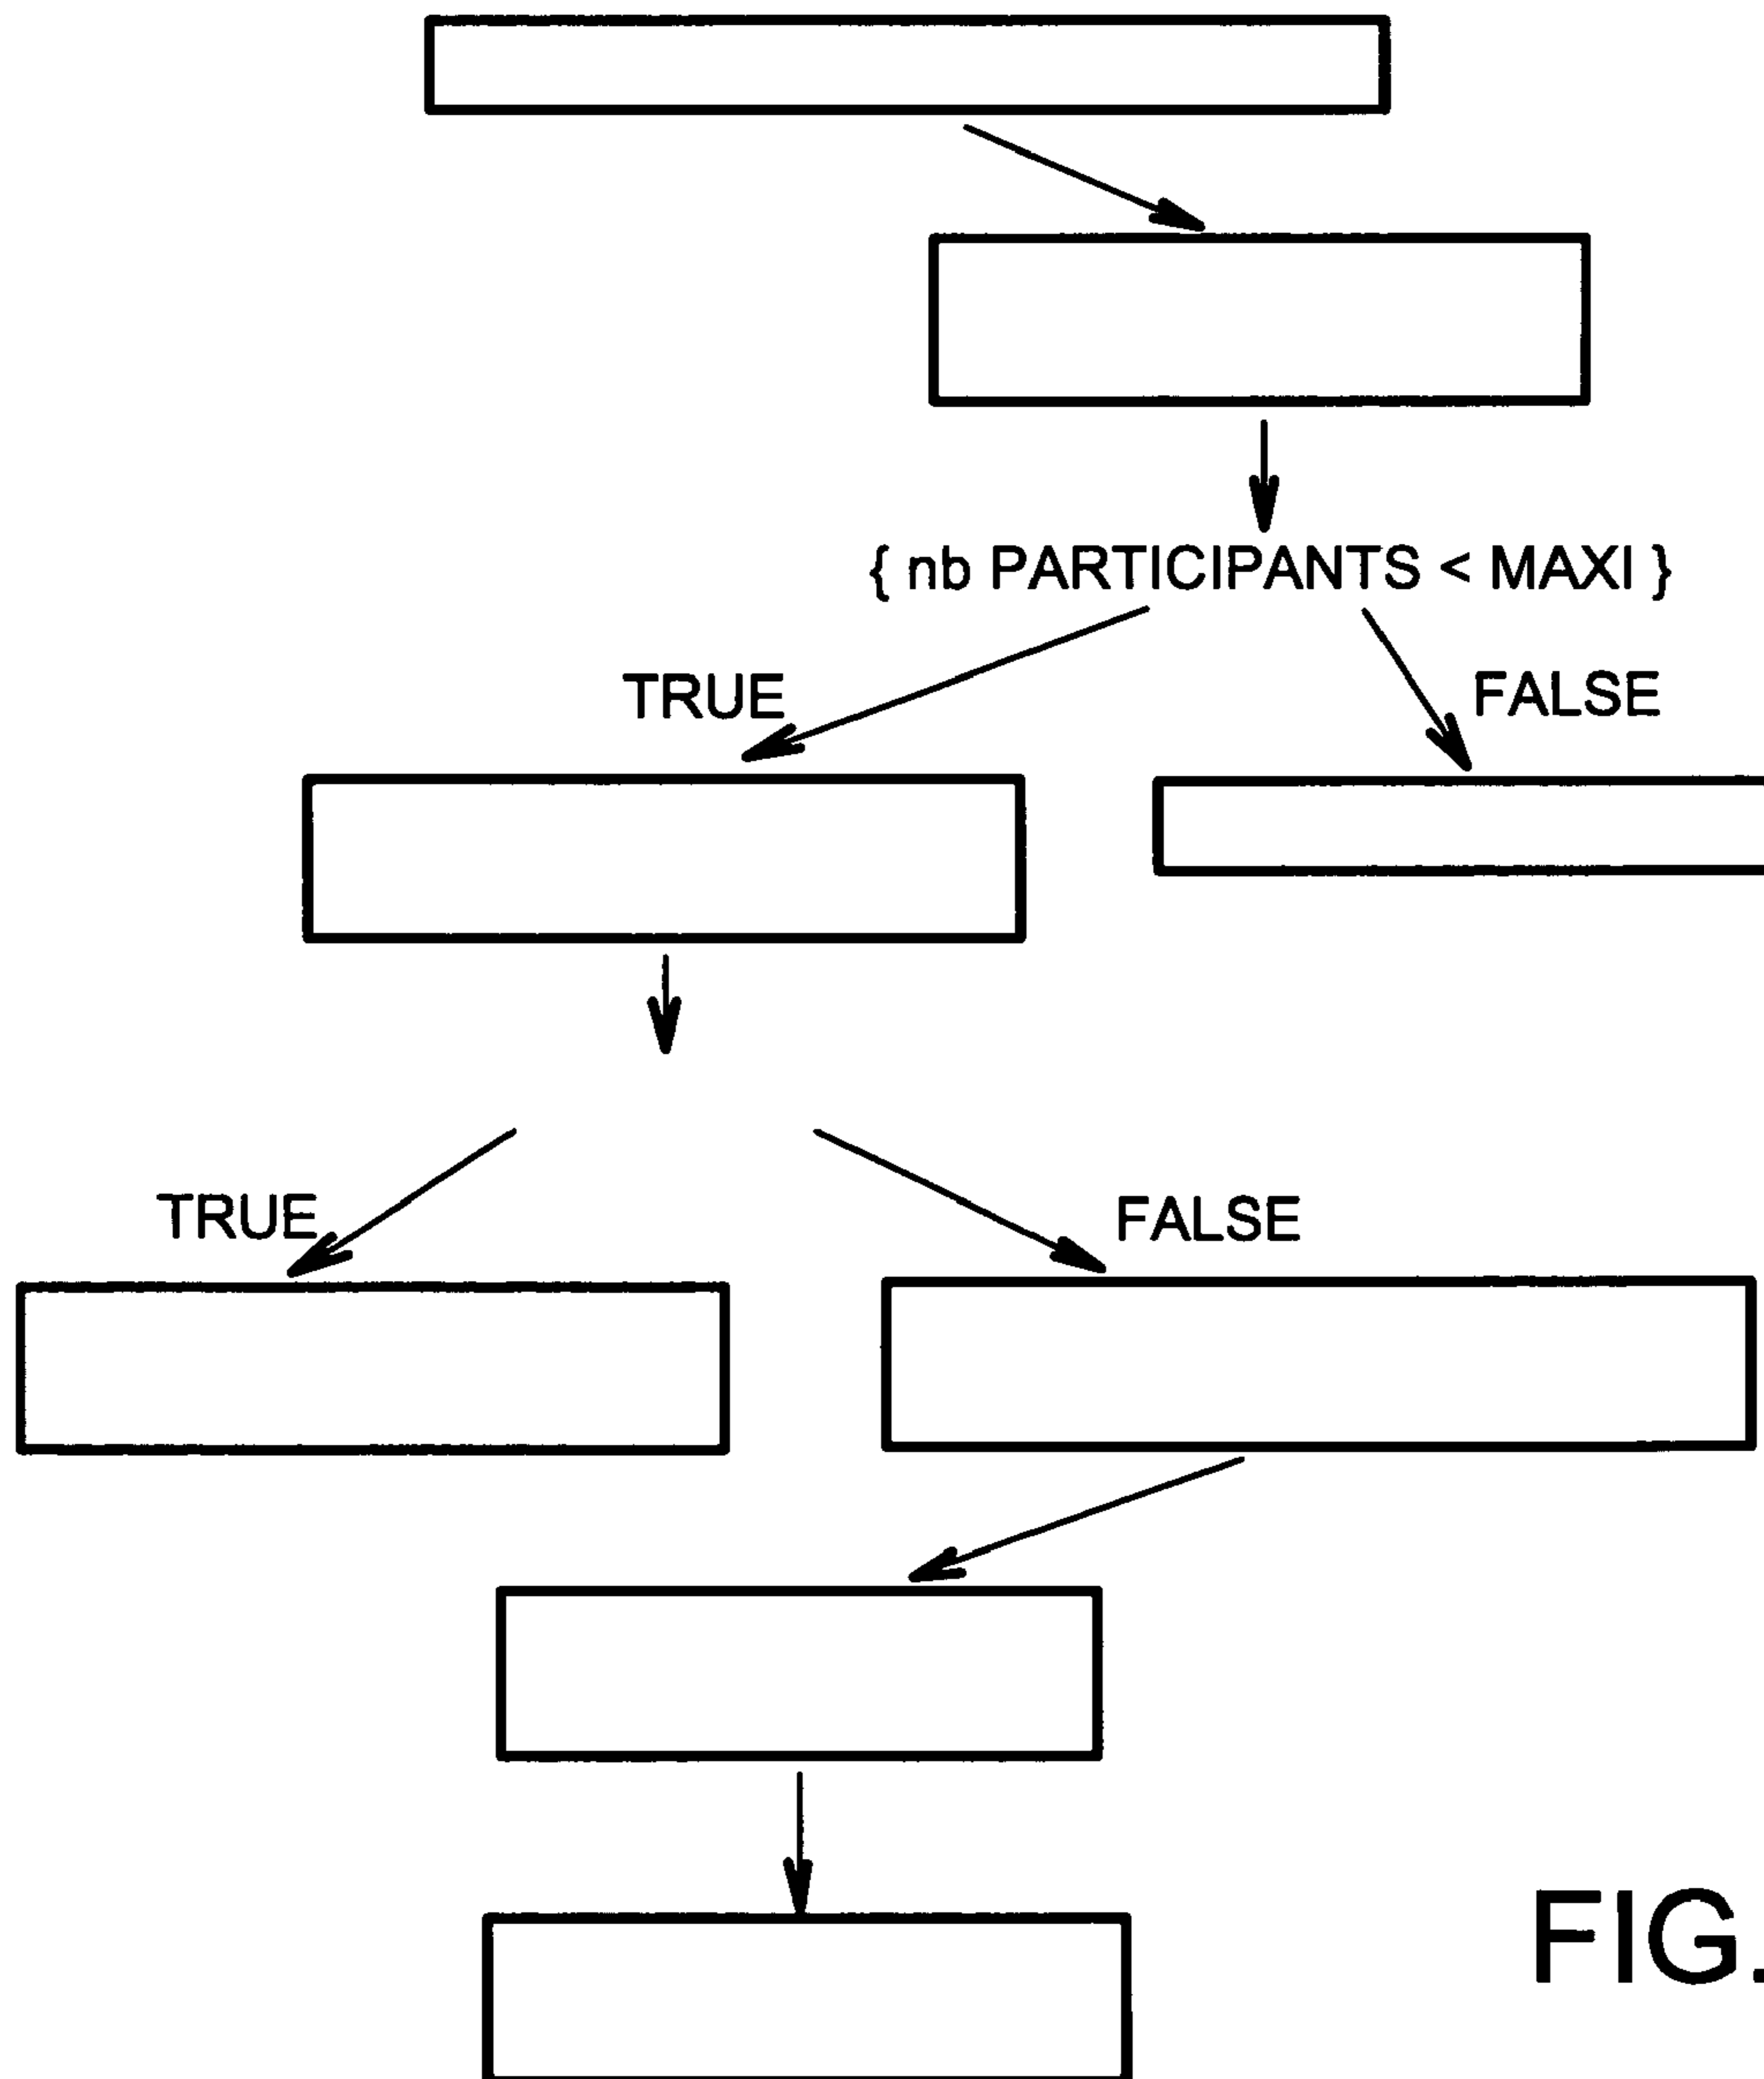 { nb PARTICIPANTS < MAXI }
TRUE
FALSE
TRUE
FALSE
FIG.